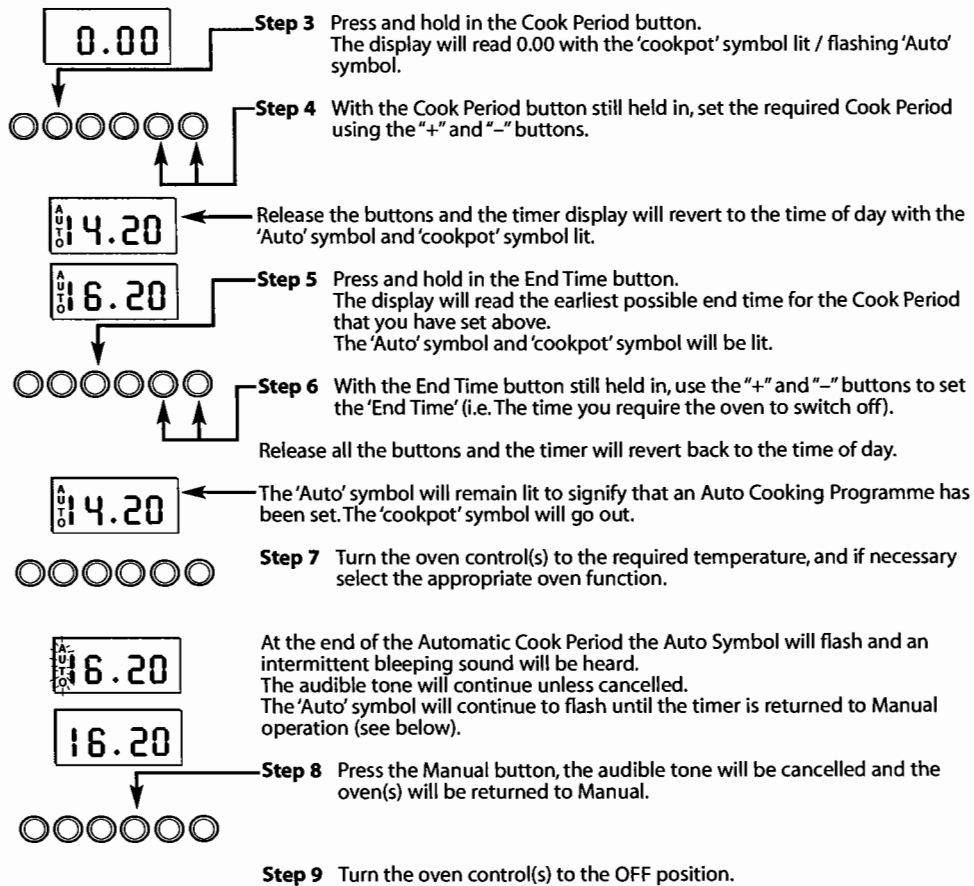 0.00
Step 3 Press and hold in the Cook Period button.
The display will read 0.00 with the 'cookpot' symbol lit / flashing 'Auto'
symbol.
Step 4 With the Cook Period button still held in, set the required Cook Period
using the "+" and "–" buttons.
AUTO 14.20
Release the buttons and the timer display will revert to the time of day with the
'Auto' symbol and 'cookpot' symbol lit.
AUTO 16.20
Step 5 Press and hold in the End Time button.
The display will read the earliest possible end time for the Cook Period
that you have set above.
The 'Auto' symbol and 'cookpot' symbol will be lit.
Step 6 With the End Time button still held in, use the "+" and "–" buttons to set
the 'End Time' (i.e. The time you require the oven to switch off).
Release all the buttons and the timer will revert back to the time of day.
AUTO 14.20
The 'Auto' symbol will remain lit to signify that an Auto Cooking Programme has
been set. The 'cookpot' symbol will go out.
Step 7 Turn the oven control(s) to the required temperature, and if necessary
select the appropriate oven function.
AUTO 16.20
At the end of the Automatic Cook Period the Auto Symbol will flash and an
intermittent bleeping sound will be heard.
The audible tone will continue unless cancelled.
The 'Auto' symbol will continue to flash until the timer is returned to Manual
operation (see below).
16.20
Step 8 Press the Manual button, the audible tone will be cancelled and the
oven(s) will be returned to Manual.
Step 9 Turn the oven control(s) to the OFF position.